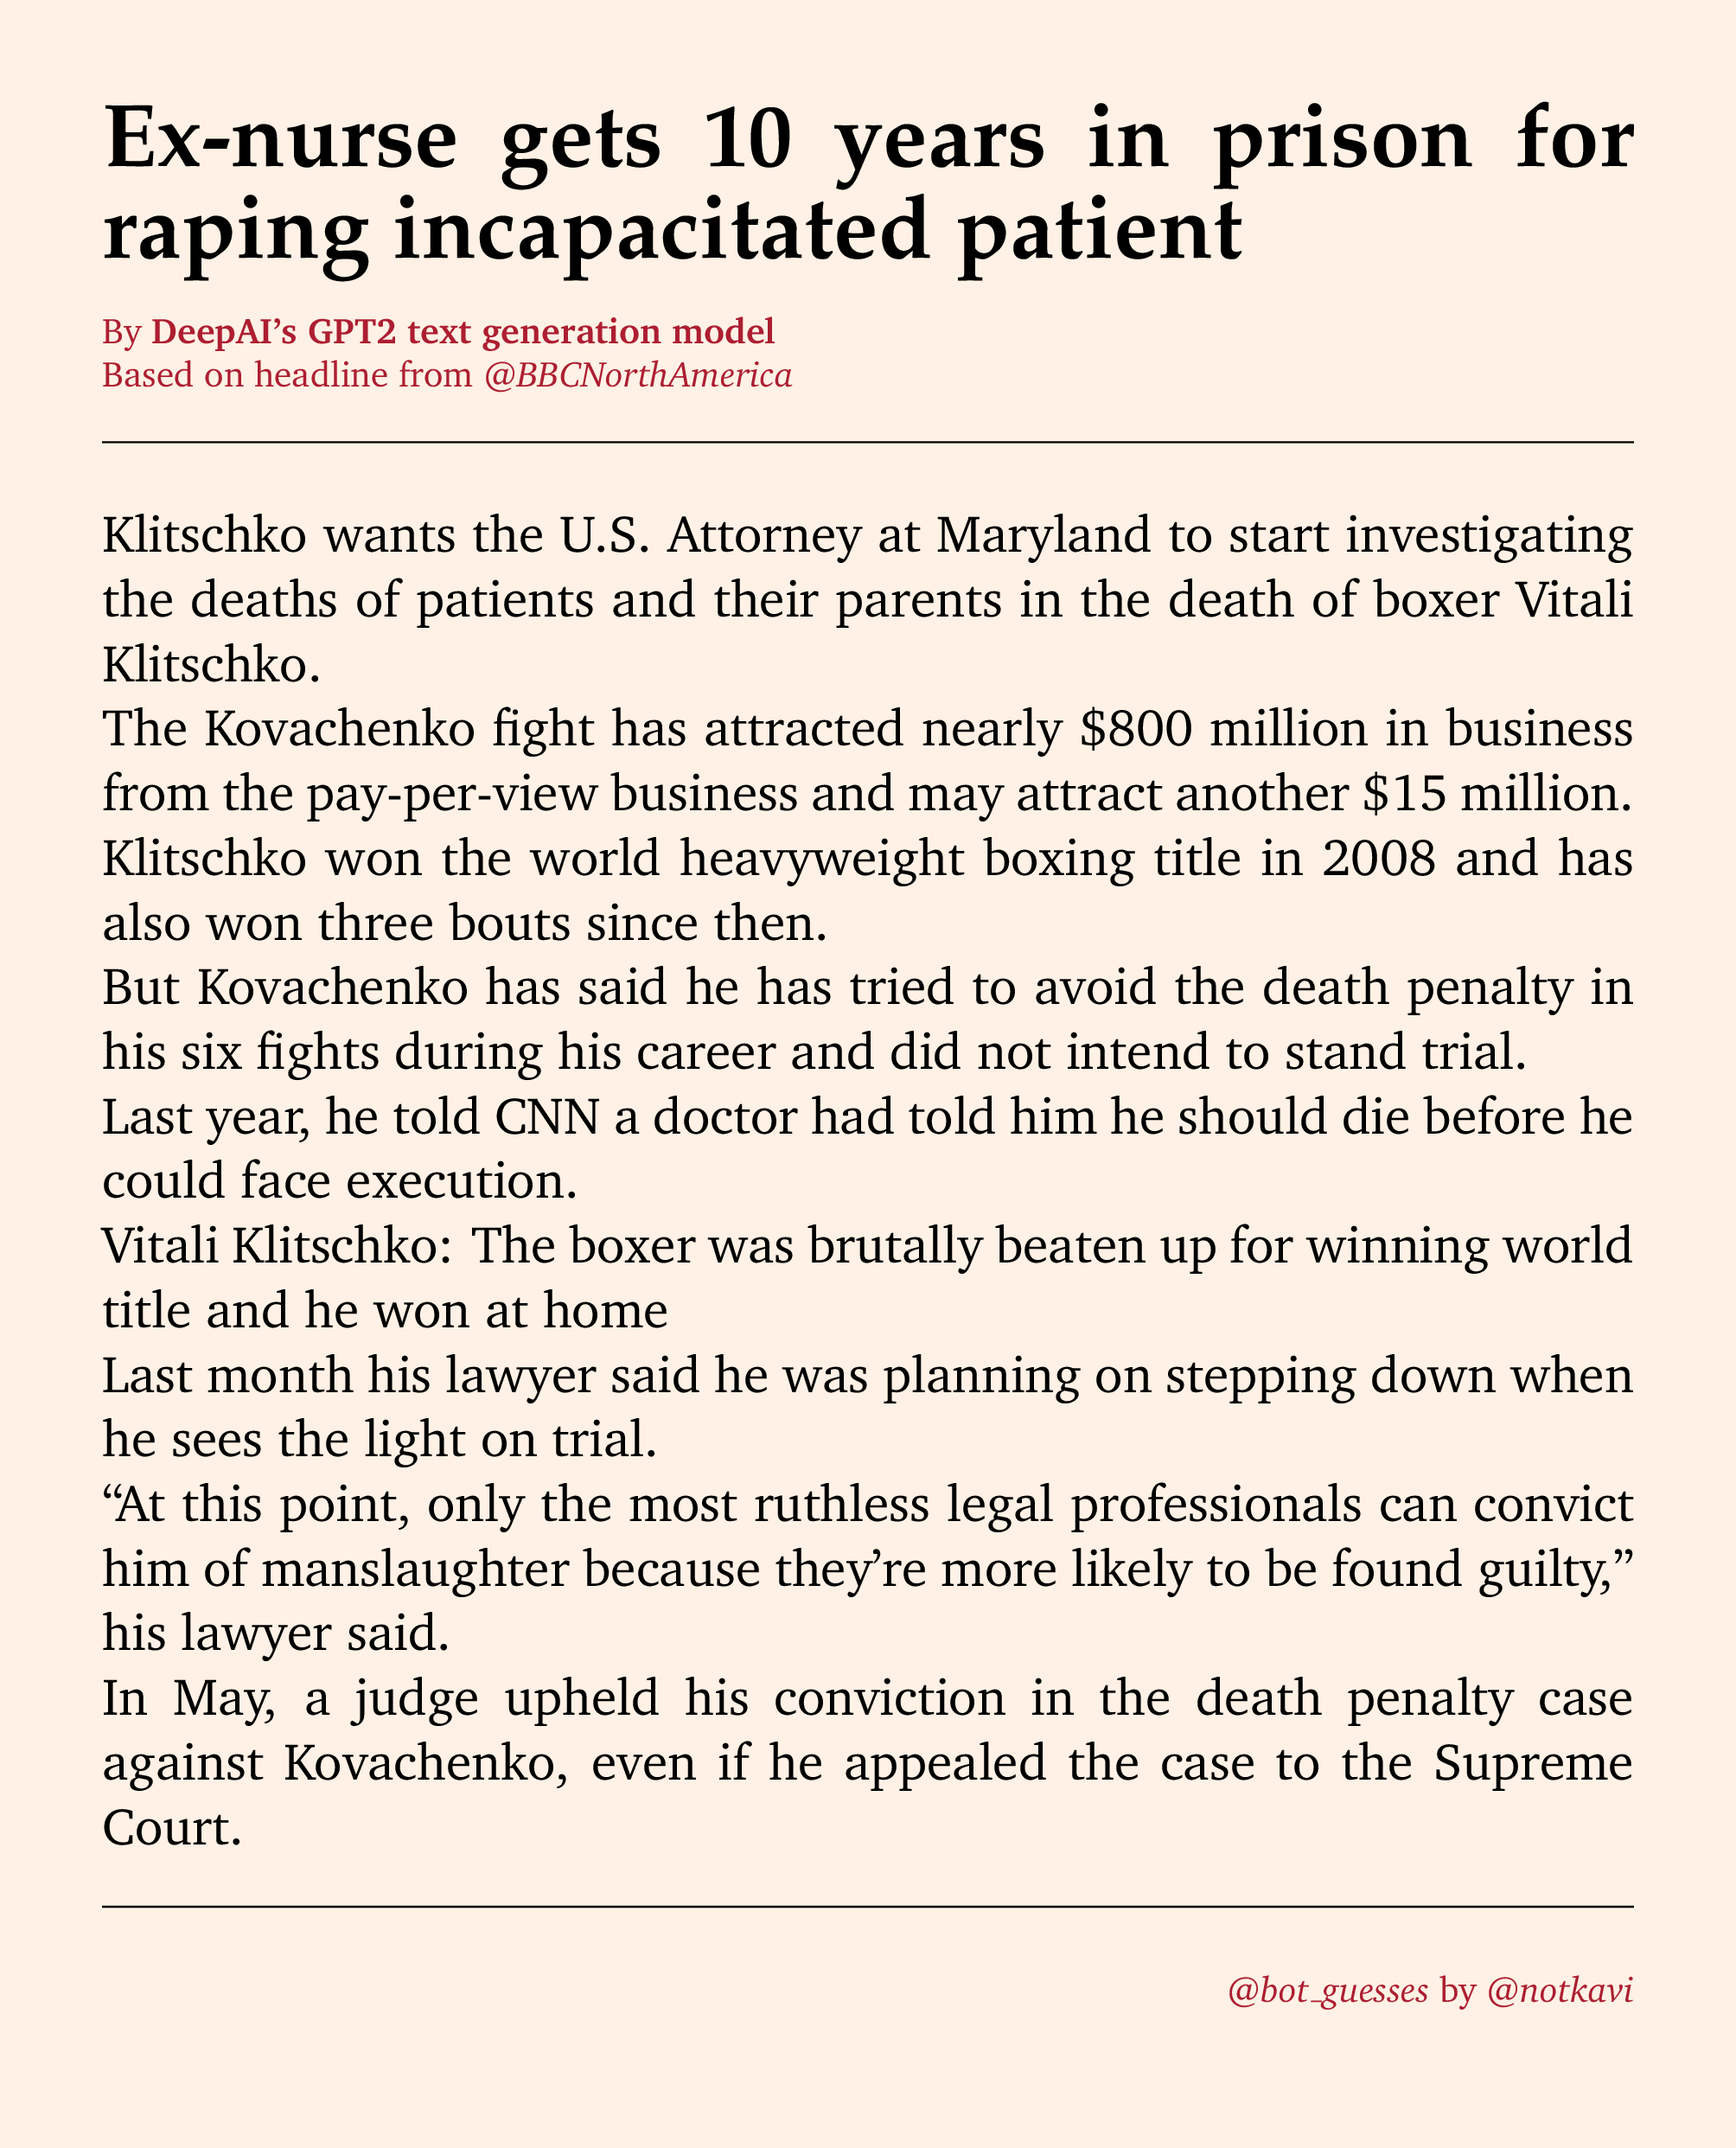 Ex-nurse gets 10 years in prison for
raping incapacitated patient
By DeepAI's GPT2 text generation model
Based on headline from @BBCNorthAmerica
Klitschko wants the U.S. Attorney at Maryland to start investigating
the deaths of patients and their parents in the death of boxer Vitali
Klitschko.
The Kovachenko fight has attracted nearly $800 million in business
from the pay-per-view business and may attract another $15 million.
Klitschko won the world heavyweight boxing title in 2008 and has
also won three bouts since then.
But Kovachenko has said he has tried to avoid the death penalty in
his six fights during his career and did not intend to stand trial.
Last year, he told CNN a doctor had told him he should die before he
could face execution.
Vitali Klitschko: The boxer was brutally beaten up for winning world
title and he won at home
Last month his lawyer said he was planning on stepping down when
he sees the light on trial.
“At this point, only the most ruthless legal professionals can convict
him of manslaughter because they’re more likely to be found guilty,”
his lawyer said.
In May, a judge upheld his conviction in the death penalty case
against Kovachenko, even if he appealed the case to the Supreme
Court.
@bot_guesses by @notkavi